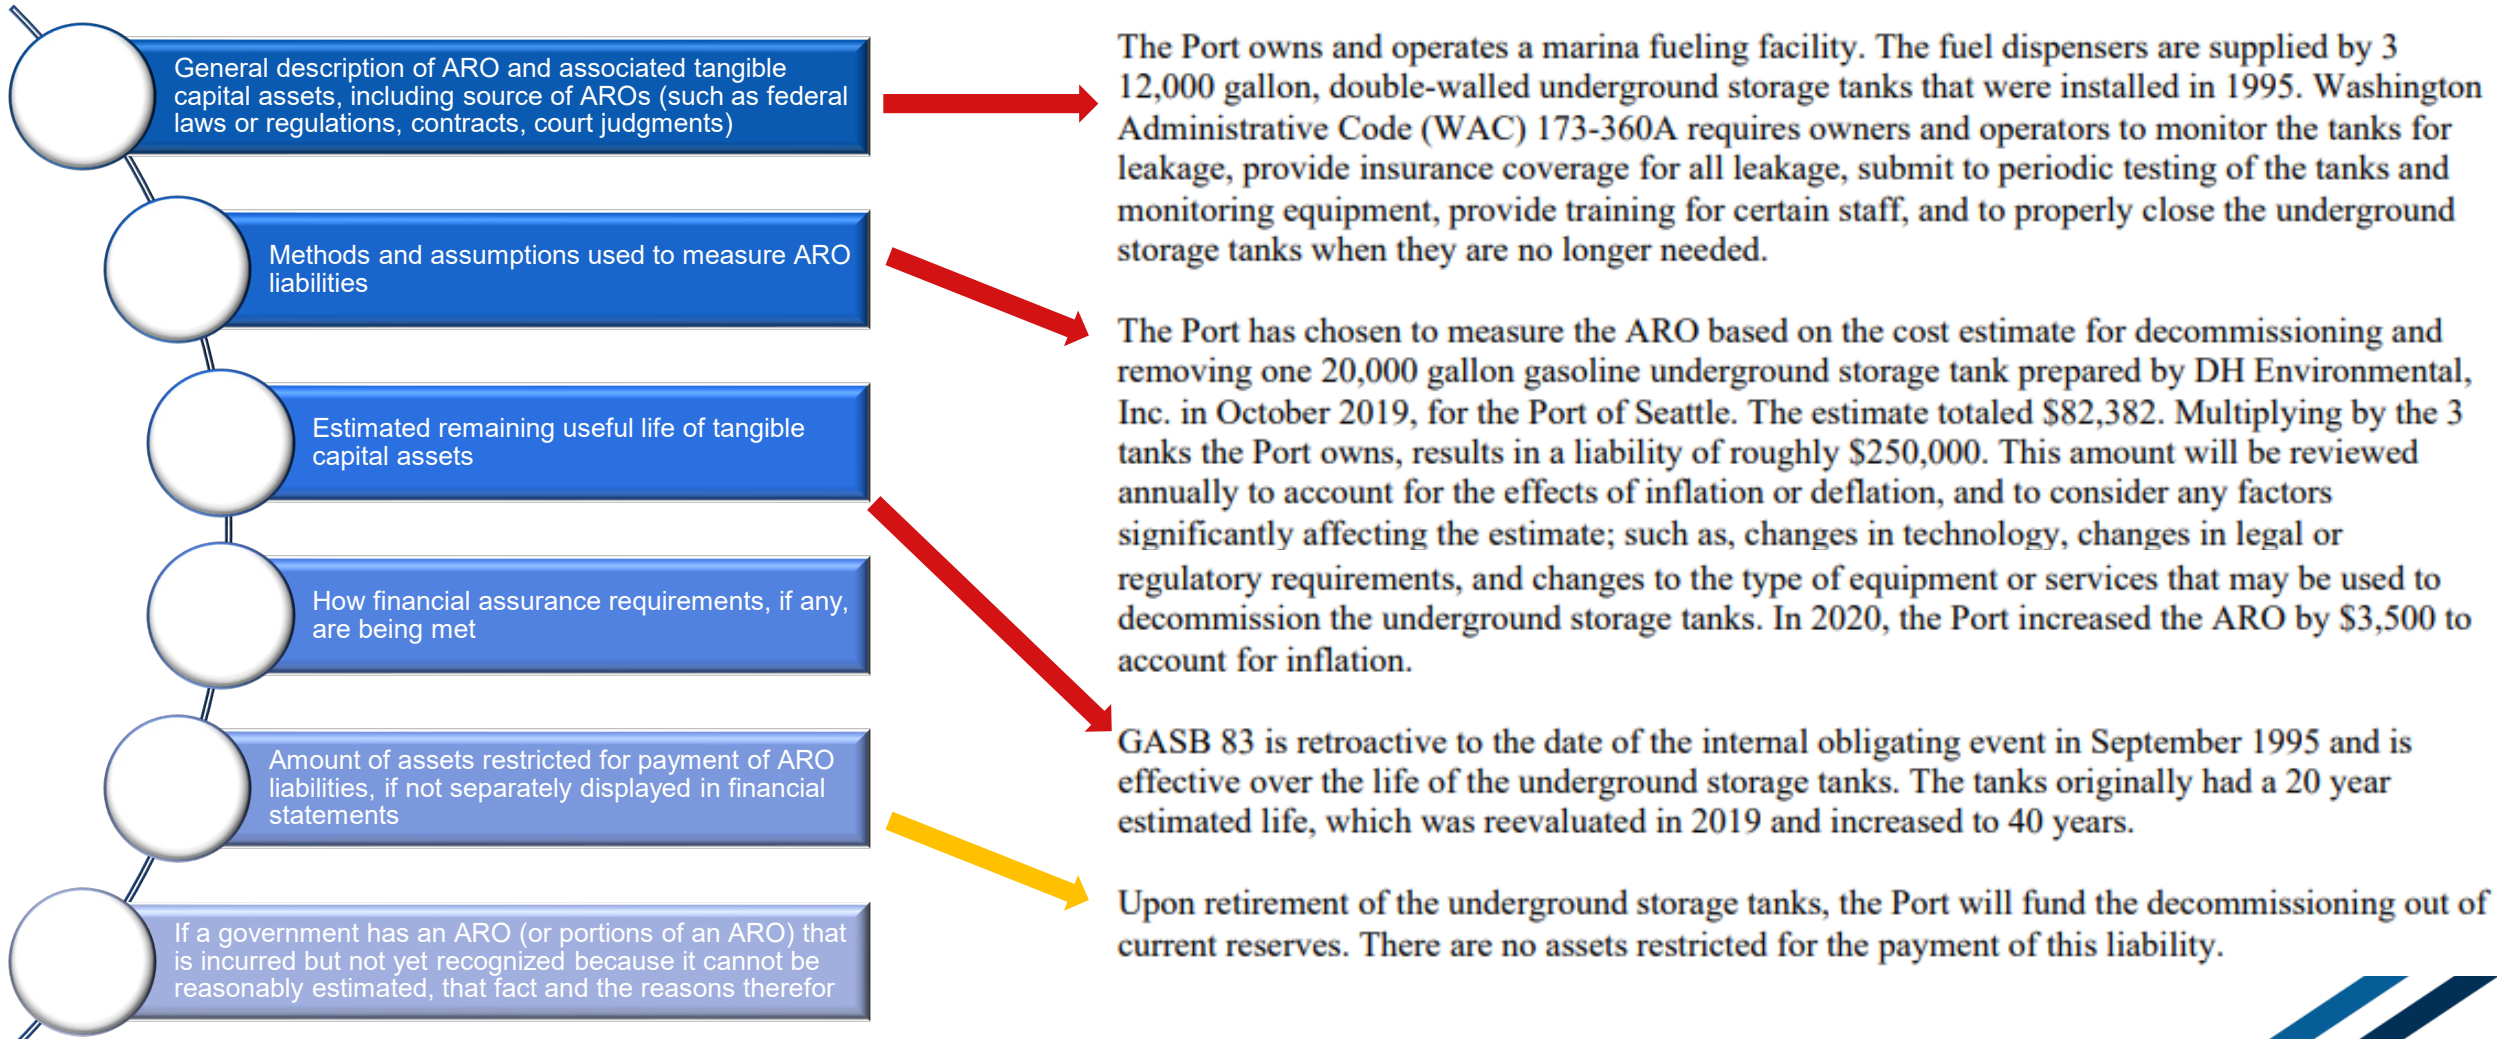 General description of ARO and associated tangible
capital assets, including source of AROs (such as federal
laws or regulations, contracts, court judgments)
Methods and assumptions used to measure ARO
liabilities
Estimated remaining useful life of tangible
capital assets
How financial assurance requirements, if any,
are being met
Amount of assets restricted for payment of ARO
liabilities, if not separately displayed in financial
statements
If a government has an ARO (or portions of an ARO) that
is incurred but not yet recognized because it cannot be
reasonably estimated, that fact and the reasons therefor
The Port owns and operates a marina fueling facility. The fuel dispensers are supplied by 3
12,000 gallon, double-walled underground storage tanks that were installed in 1995. Washington
Administrative Code (WAC) 173-360A requires owners and operators to monitor the tanks for
leakage, provide insurance coverage for all leakage, submit to periodic testing of the tanks and
monitoring equipment, provide training for certain staff, and to properly close the underground
storage tanks when they are no longer needed.
The Port has chosen to measure the ARO based on the cost estimate for decommissioning and
removing one 20,000 gallon gasoline underground storage tank prepared by DH Environmental,
Inc. in October 2019, for the Port of Seattle. The estimate totaled $82,382. Multiplying by the 3
tanks the Port owns, results in a liability of roughly $250,000. This amount will be reviewed
annually to account for the effects of inflation or deflation, and to consider any factors
significantly affecting the estimate; such as, changes in technology, changes in legal or
regulatory requirements, and changes to the type of equipment or services that may be used to
decommission the underground storage tanks. In 2020, the Port increased the ARO by $3,500 to
account for inflation.
GASB 83 is retroactive to the date of the internal obligating event in September 1995 and is
effective over the life of the underground storage tanks. The tanks originally had a 20 year
estimated life, which was reevaluated in 2019 and increased to 40 years.
Upon retirement of the underground storage tanks, the Port will fund the decommissioning out of
current reserves. There are no assets restricted for the payment of this liability.